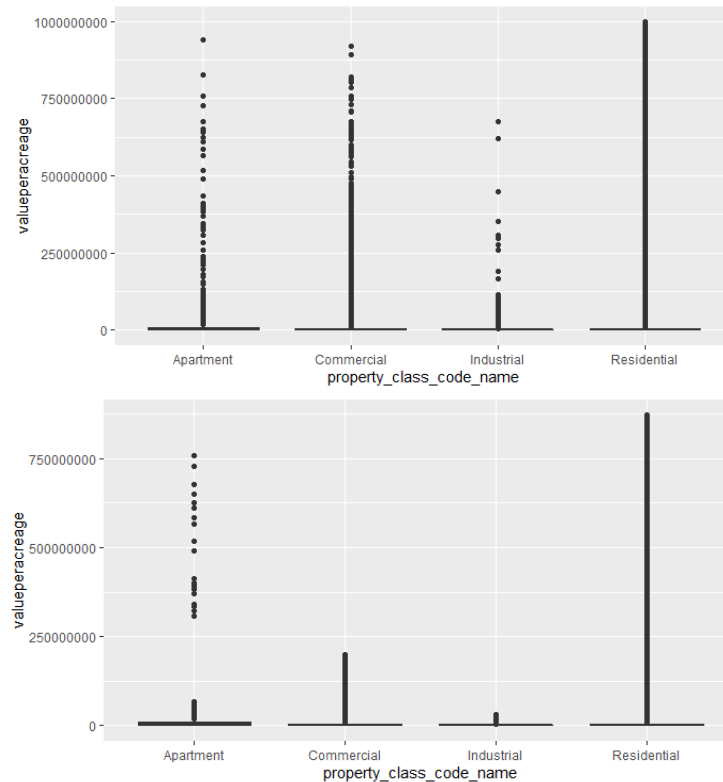 1000000000
750000000
500000000
250000000
0
valueperacreage
Apartment Commercial Industrial Residential
property_class_code_name
750000000
500000000
250000000
0
valueperacreage
Apartment Commercial Industrial Residential
property_class_code_name